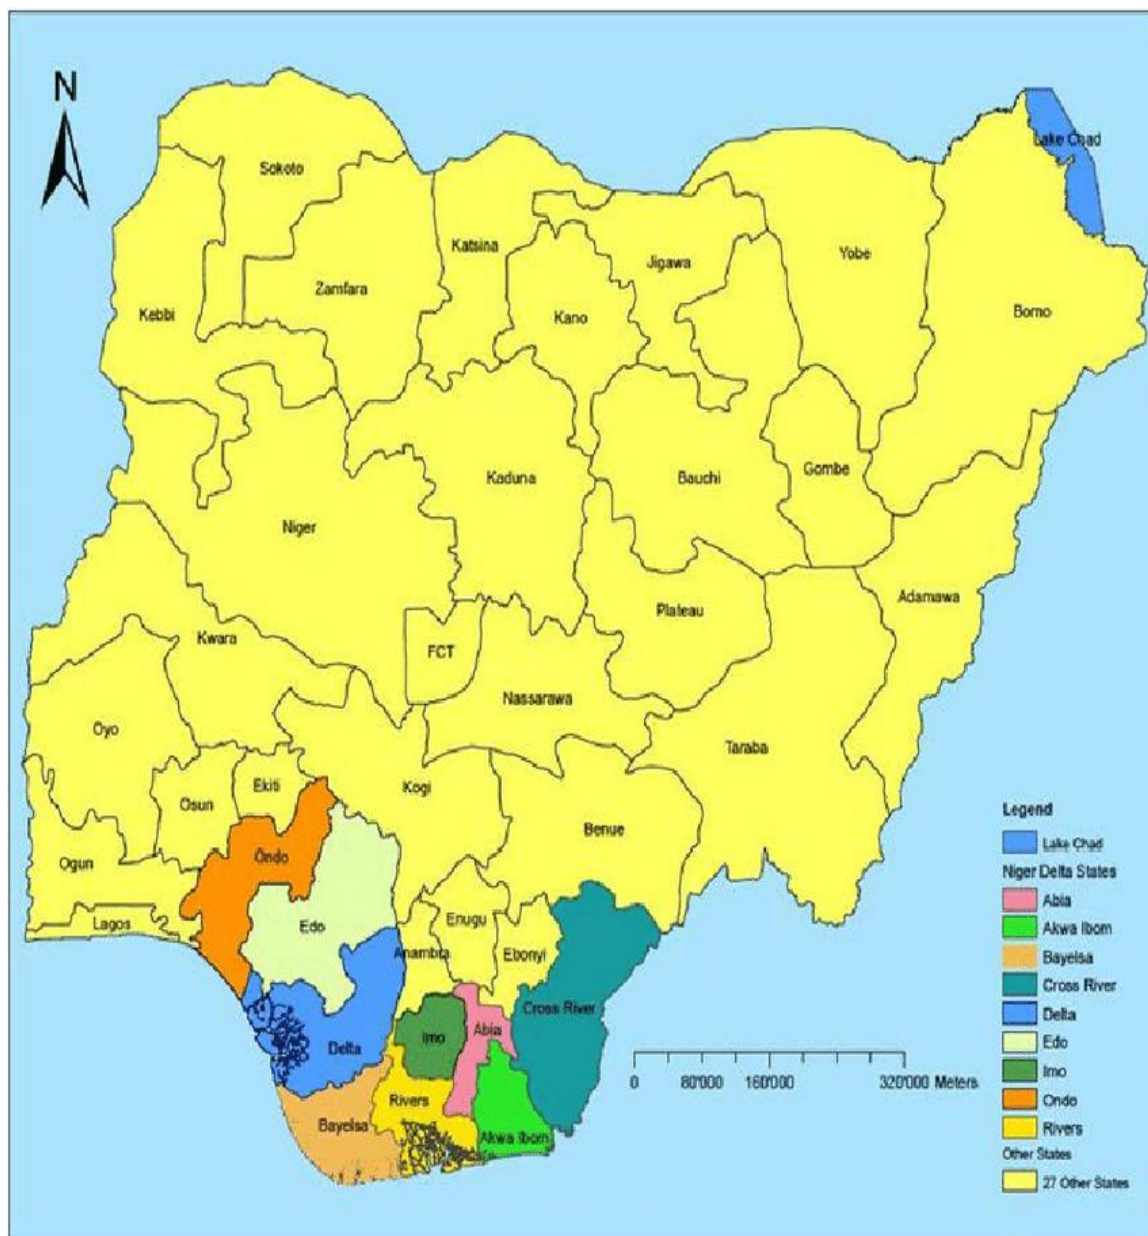 N
Lake Chad
Sokoto
Katsina
Jigawa
Yobe
Zamfara
Kebbi
Kano
Borno
Kaduna
Bauchi
Gombe
Niger
Adamawa
Plateau
Kwara
FCT
Nassarawa
Oyo
Taraba
Kogi
Ekiti
Osun
Benue
Ogun
Ondo
Lagos
Edo
Enugu
Anambra
Ebonyi
Cross River
Imo
Abia
Delta
Rivers
Bayelsa
Akwa Ibom
0 80'000 160'000 320'000 Meters
Legend
Lake Chad
Niger Delta States
Abia
Akwa Ibom
Bayelsa
Cross River
Delta
Edo
Imo
Ondo
Rivers
Other States
27 Other States